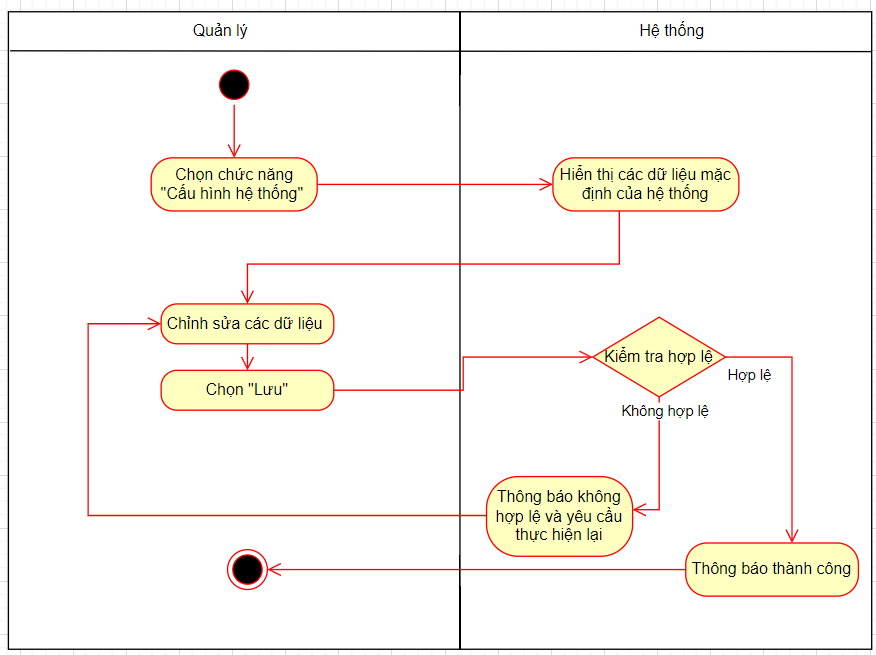 Quản lý
Hệ thống
Chọn chức năng
"Cấu hình hệ thống"
Hiển thị các dữ liệu mặc
định của hệ thống
Chỉnh sửa các dữ liệu
Chọn "Lưu"
Kiểm tra hợp lệ
Hợp lệ
Không hợp lệ
Thông báo không
hợp lệ và yêu cầu
thực hiện lại
Thông báo thành công